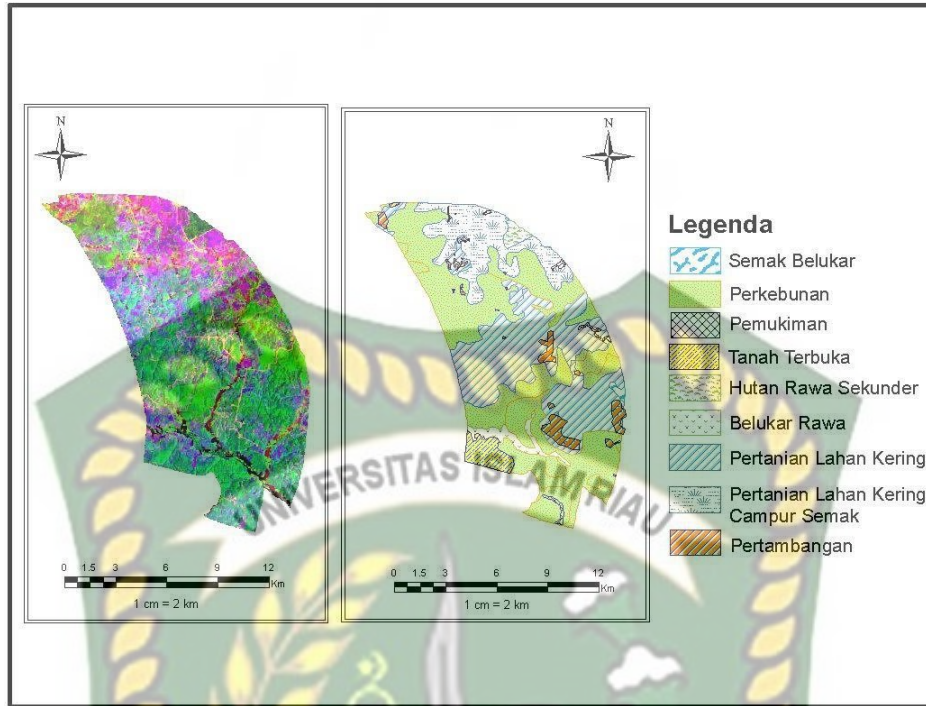 N
0 1.5 3 6 9 12
Km
1 cm = 2 km
N
0 1.5 3 6 9 12
Km
1 cm = 2 km
Legenda
Semak Belukar
Perkebunan
Pemukiman
Tanah Terbuka
Hutan Rawa Sekunder
Belukar Rawa
Pertanian Lahan Kering
Pertanian Lahan Kering
Campur Semak
Pertambangan
UNIVERSITAS ISLAM RIAU